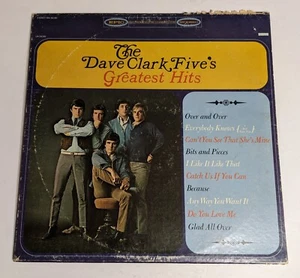 EPIC
The
Dave Clark Five's
Greatest Hits
Over and Over
Everybody Knows
Can't You See That She's Mine
Bits and Pieces
I Like It Like That
Catch Us If You Can
Because
Any Way You Want It
Do You Love Me
Glad All Over